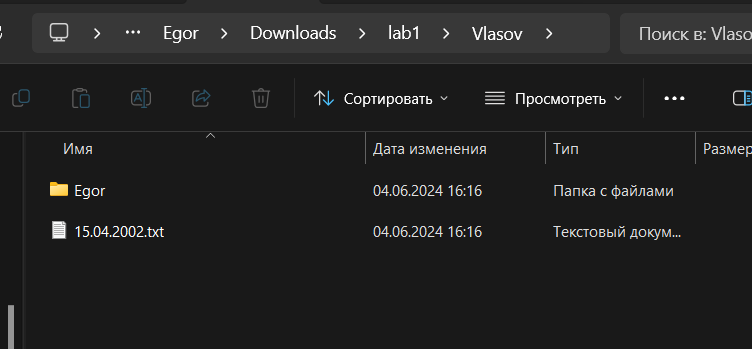 Egor > Downloads > lab1 > Vlasov >
Поиск в: Vlaso
Сортировать
Просмотреть
Имя
Дата изменения
Тип
Размер
Egor
04.06.2024 16:16
Папка с файлами
15.04.2002.txt
04.06.2024 16:16
Текстовый докум...